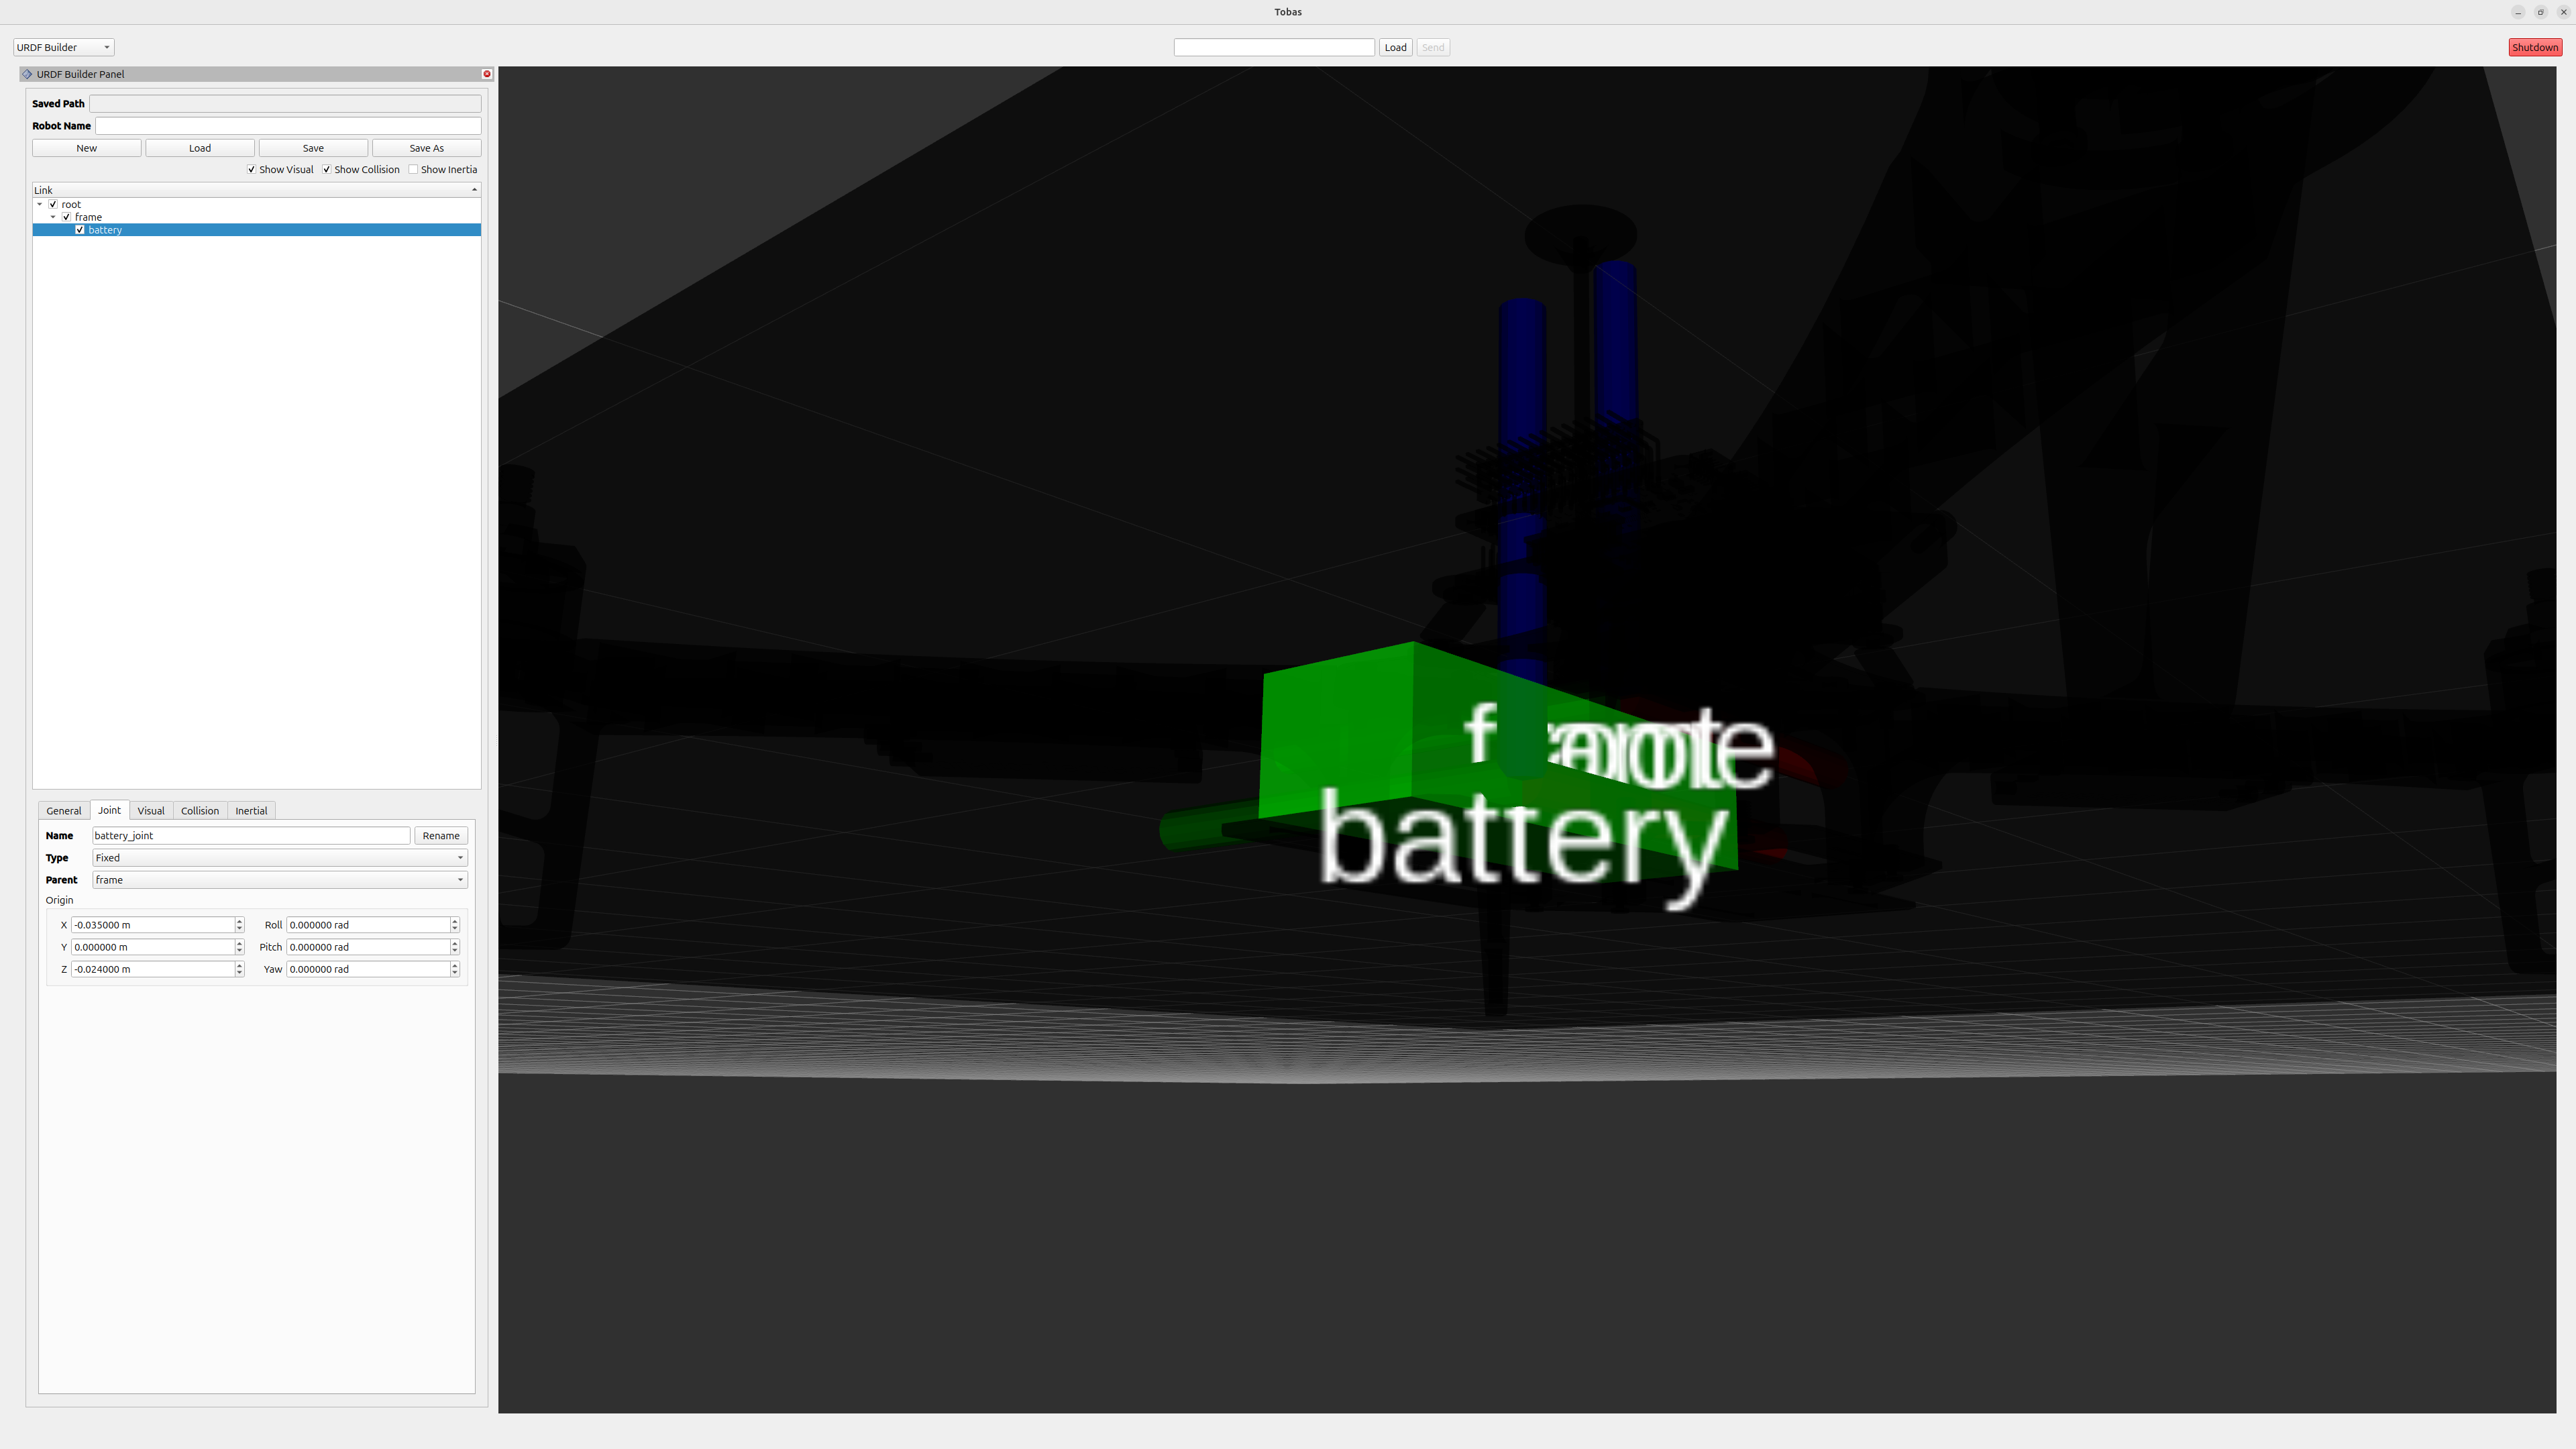 Tobas
URDF Builder
Load
Send
Shutdown
URDF Builder Panel
Saved Path
Robot Name
New
Load
Save
Save As
Show Visual
Show Collision
Show Inertia
Link
root
frame
battery
General
Joint
Visual
Collision
Inertial
Name
battery_joint
Rename
Type
Fixed
Parent
frame
Origin
X
-0.035000 m
Roll
0.000000 rad
Y
0.000000 m
Pitch
0.000000 rad
Z
-0.024000 m
Yaw
0.000000 rad
battery